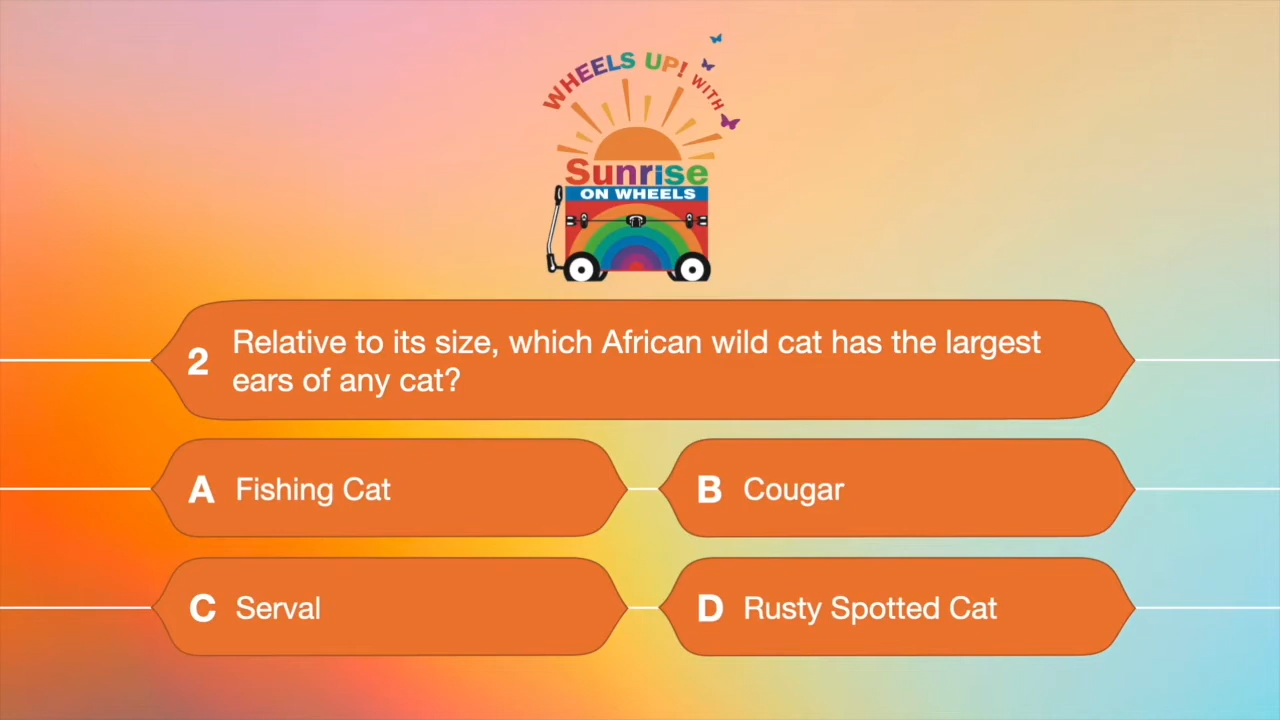 WHEELS UP! WITH
Sunrise
ON WHEELS
2 Relative to its size, which African wild cat has the largest
ears of any cat?
A Fishing Cat
B Cougar
C Serval
D Rusty Spotted Cat